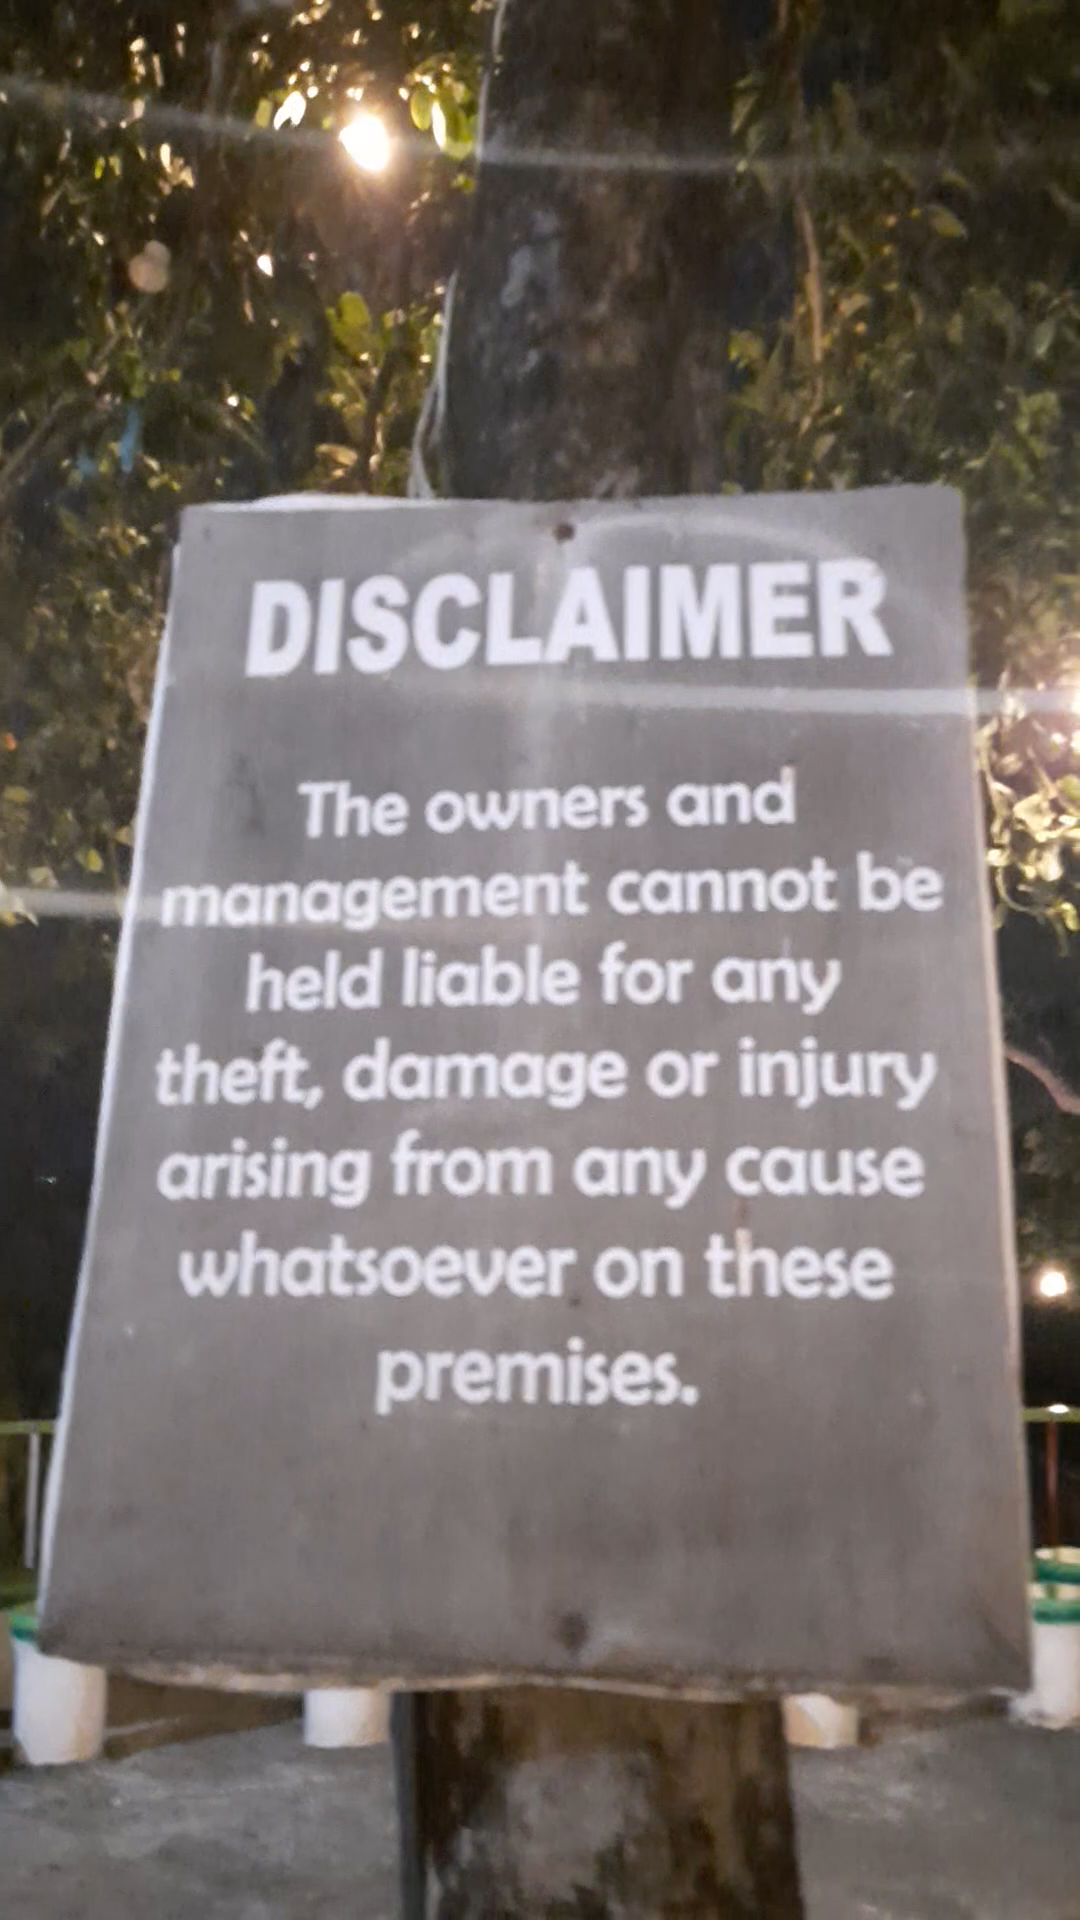 DISCLAIMER
The owners and
management cannot be
held liable for any
theft, damage or injury
arising from any cause
whatsoever on these
premises.